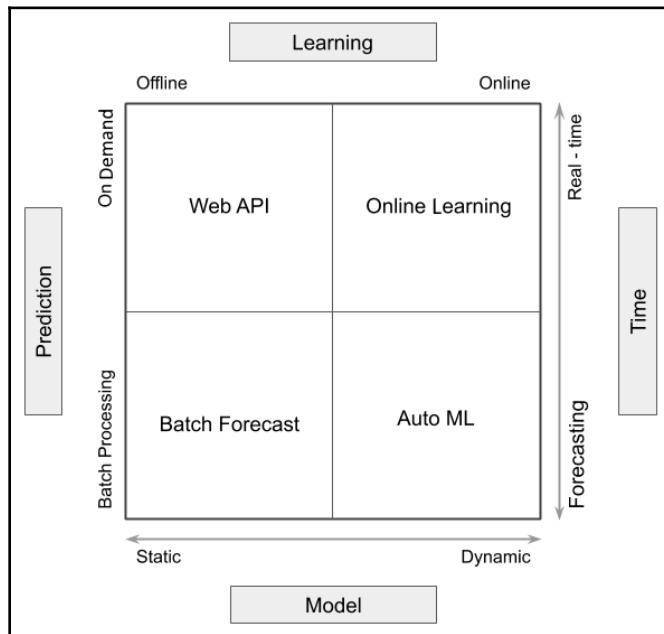 Learning
Offline
Online
On Demand
Real - time
Web API
Online Learning
Prediction
Time
Batch Processing
Batch Forecast
Auto ML
Forecasting
Static
Dynamic
Model